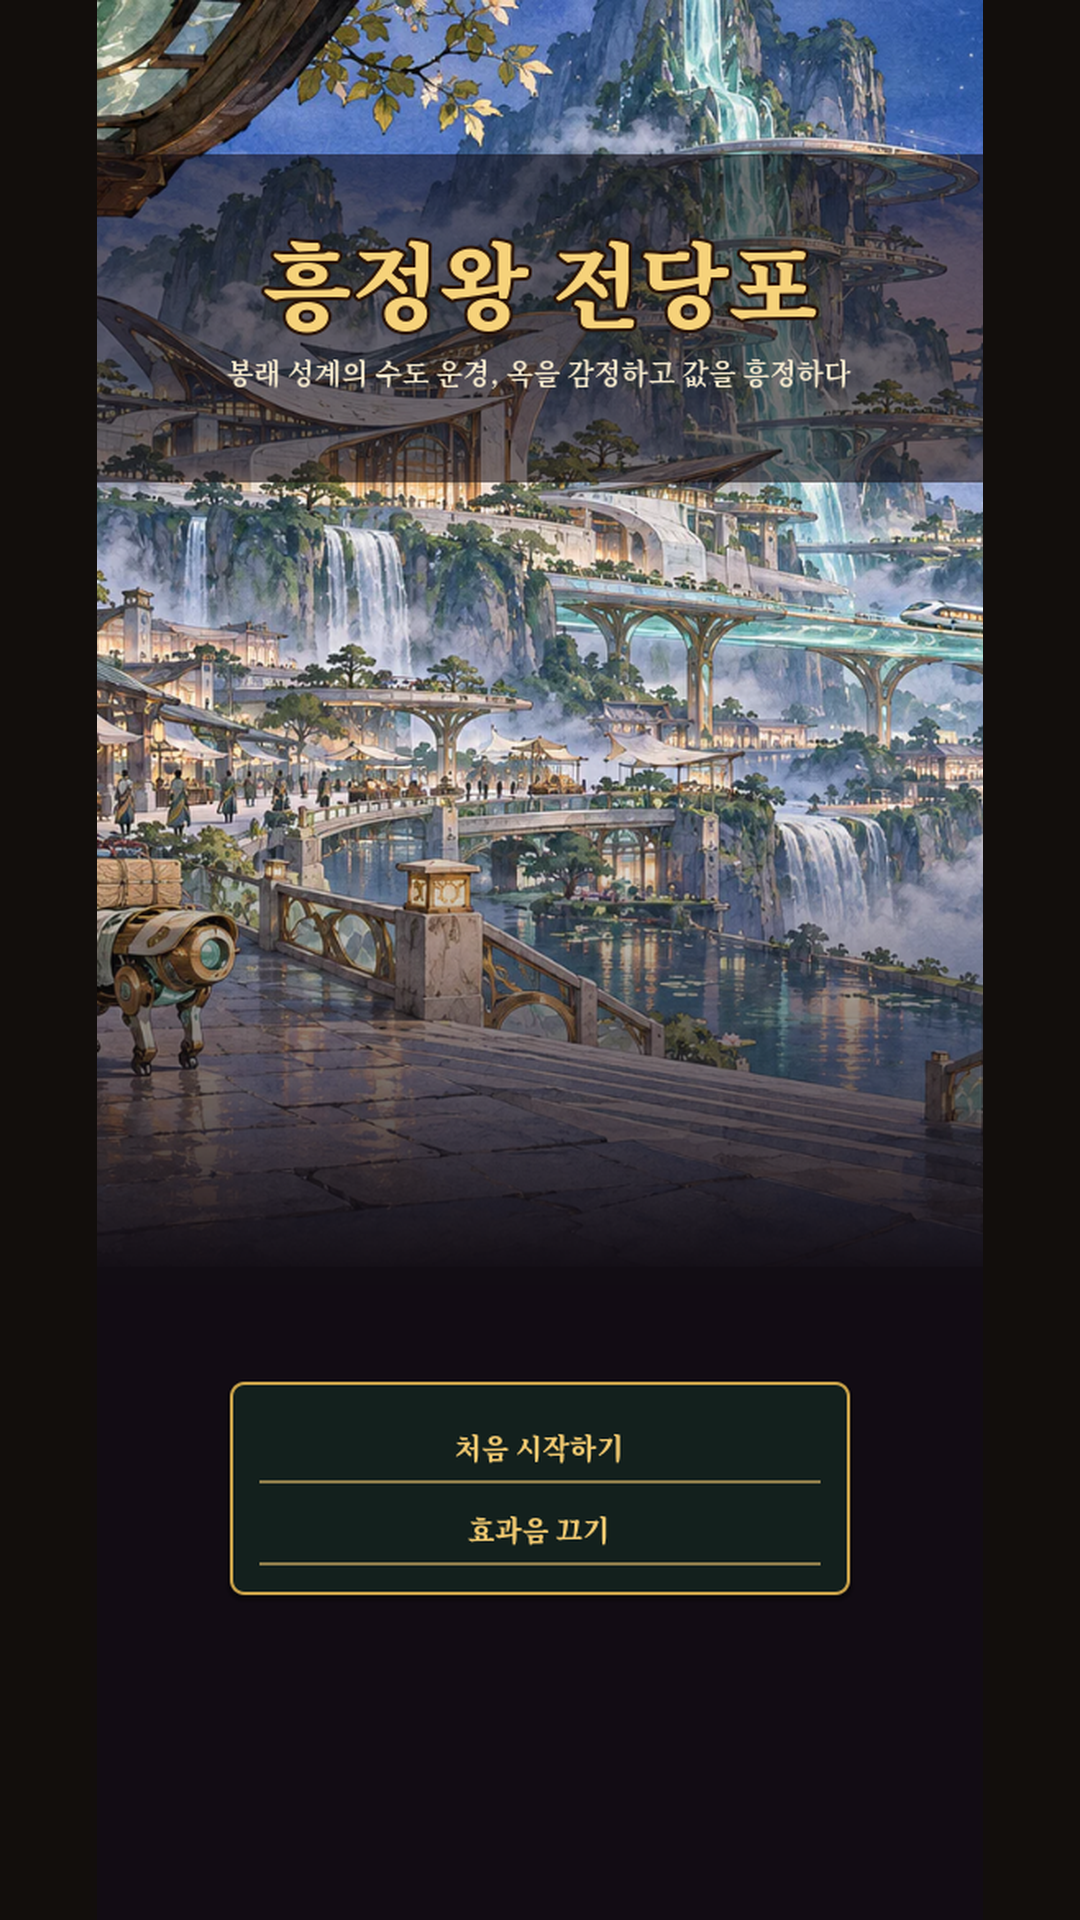 흥정왕 전당포
봉래 성계의 수도 운경, 옥을 감정하고 값을 흥정하다
처음 시작하기
효과음 끄기